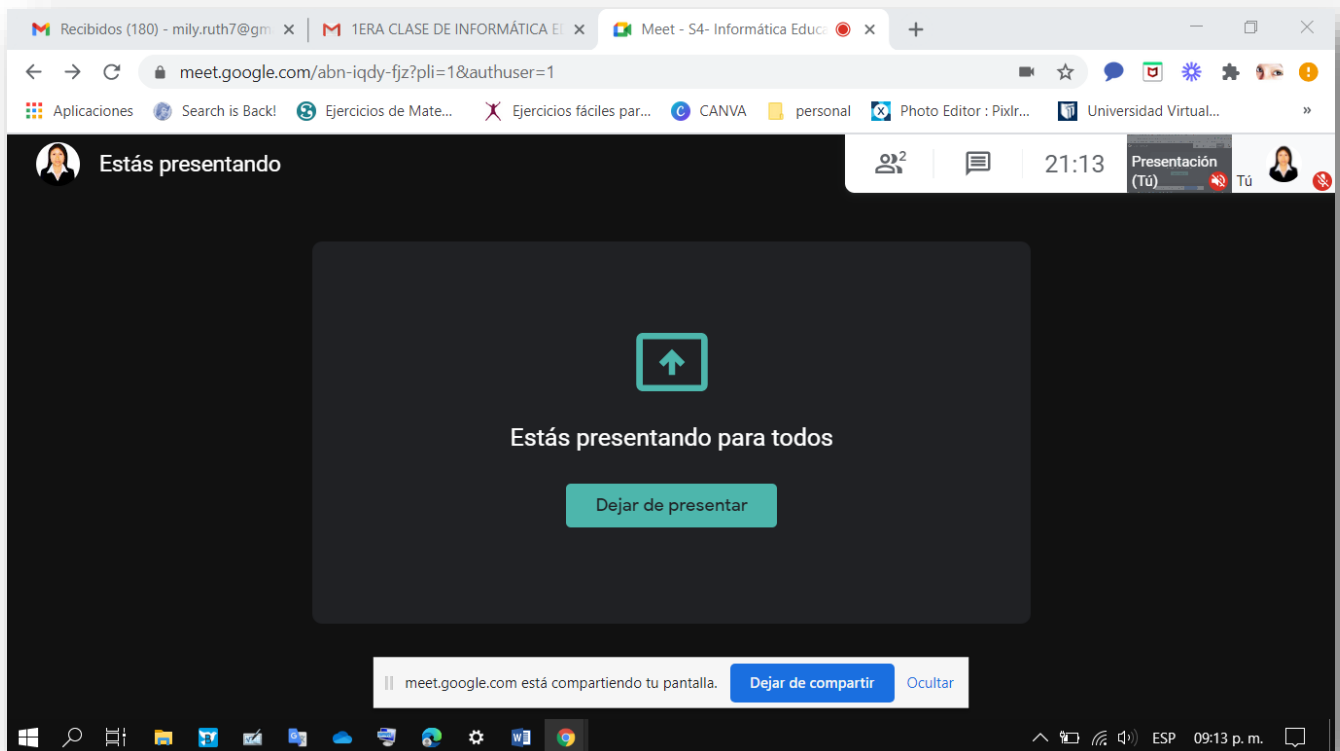 Recibidos (180) - mily.ruth7@gm
1ERA CLASE DE INFORMÁTICA E
Meet - S4- Informática Educa
meet.google.com/abn-iqdy-fjz?pli=1&authuser=1
Aplicaciones
Search is Back!
Ejercicios de Mate...
Ejercicios fáciles par...
CANVA
personal
Photo Editor : Pixlr...
Universidad Virtual...
»
Estás presentando
2
21:13
Presentación
(Tú)
Tú
Estás presentando para todos
Dejar de presentar
meet.google.com está compartiendo tu pantalla.
Dejar de compartir
Ocultar
ESP
09:13 p. m.